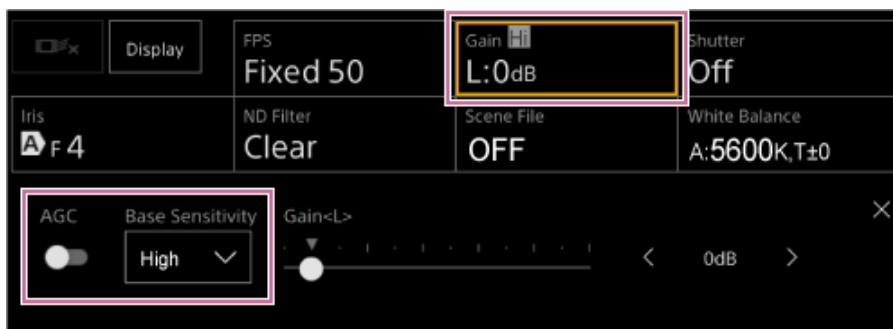 Display
FPS
Fixed 50
Gain Hi
L:0dB
Shutter
Off
Iris
A F4
ND Filter
Clear
Scene File
OFF
White Balance
A:5600K,T±0
AGC
Base Sensitivity
High
Gain<L>
0dB